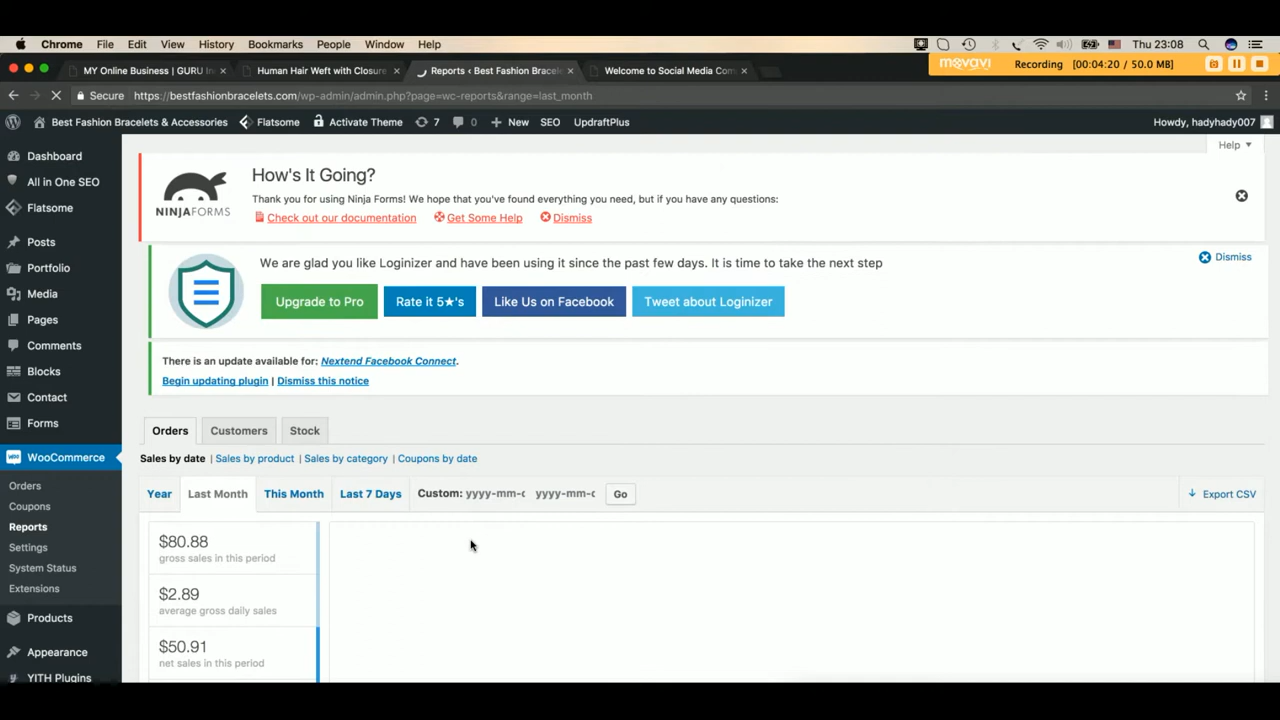 Chrome File Edit View History Bookmarks People Window Help Thu 23:08
MY Online Business | GURU In Human Hair Weft with Closure Reports ‹ Best Fashion Bracele Welcome to Social Media Com
movavi Recording [00:04:20 / 50.0 MB]
Secure https://bestfashionbracelets.com/wp-admin/admin.php?page=wc-reports&range=last_month
Best Fashion Bracelets & Accessories Flatsome Activate Theme 7 0 New SEO UpdraftPlus Howdy, hadyhady007
Help
Dashboard
All in One SEO
Flatsome
Posts
Portfolio
Media
Pages
Comments
Blocks
Contact
Forms
WooCommerce
Orders
Coupons
Reports
Settings
System Status
Extensions
Products
Appearance
YITH Plugins
NINJAFORMS
How's It Going?
Thank you for using Ninja Forms! We hope that you've found everything you need, but if you have any questions:
Check out our documentation Get Some Help Dismiss
We are glad you like Loginizer and have been using it since the past few days. It is time to take the next step
Dismiss
Upgrade to Pro Rate it 5★'s Like Us on Facebook Tweet about Loginizer
There is an update available for: Nextend Facebook Connect.
Begin updating plugin | Dismiss this notice
Orders Customers Stock
Sales by date | Sales by product | Sales by category | Coupons by date
Year Last Month This Month Last 7 Days Custom: yyyy-mm-d yyyy-mm-d Go Export CSV
$80.88
gross sales in this period
$2.89
average gross daily sales
$50.91
net sales in this period